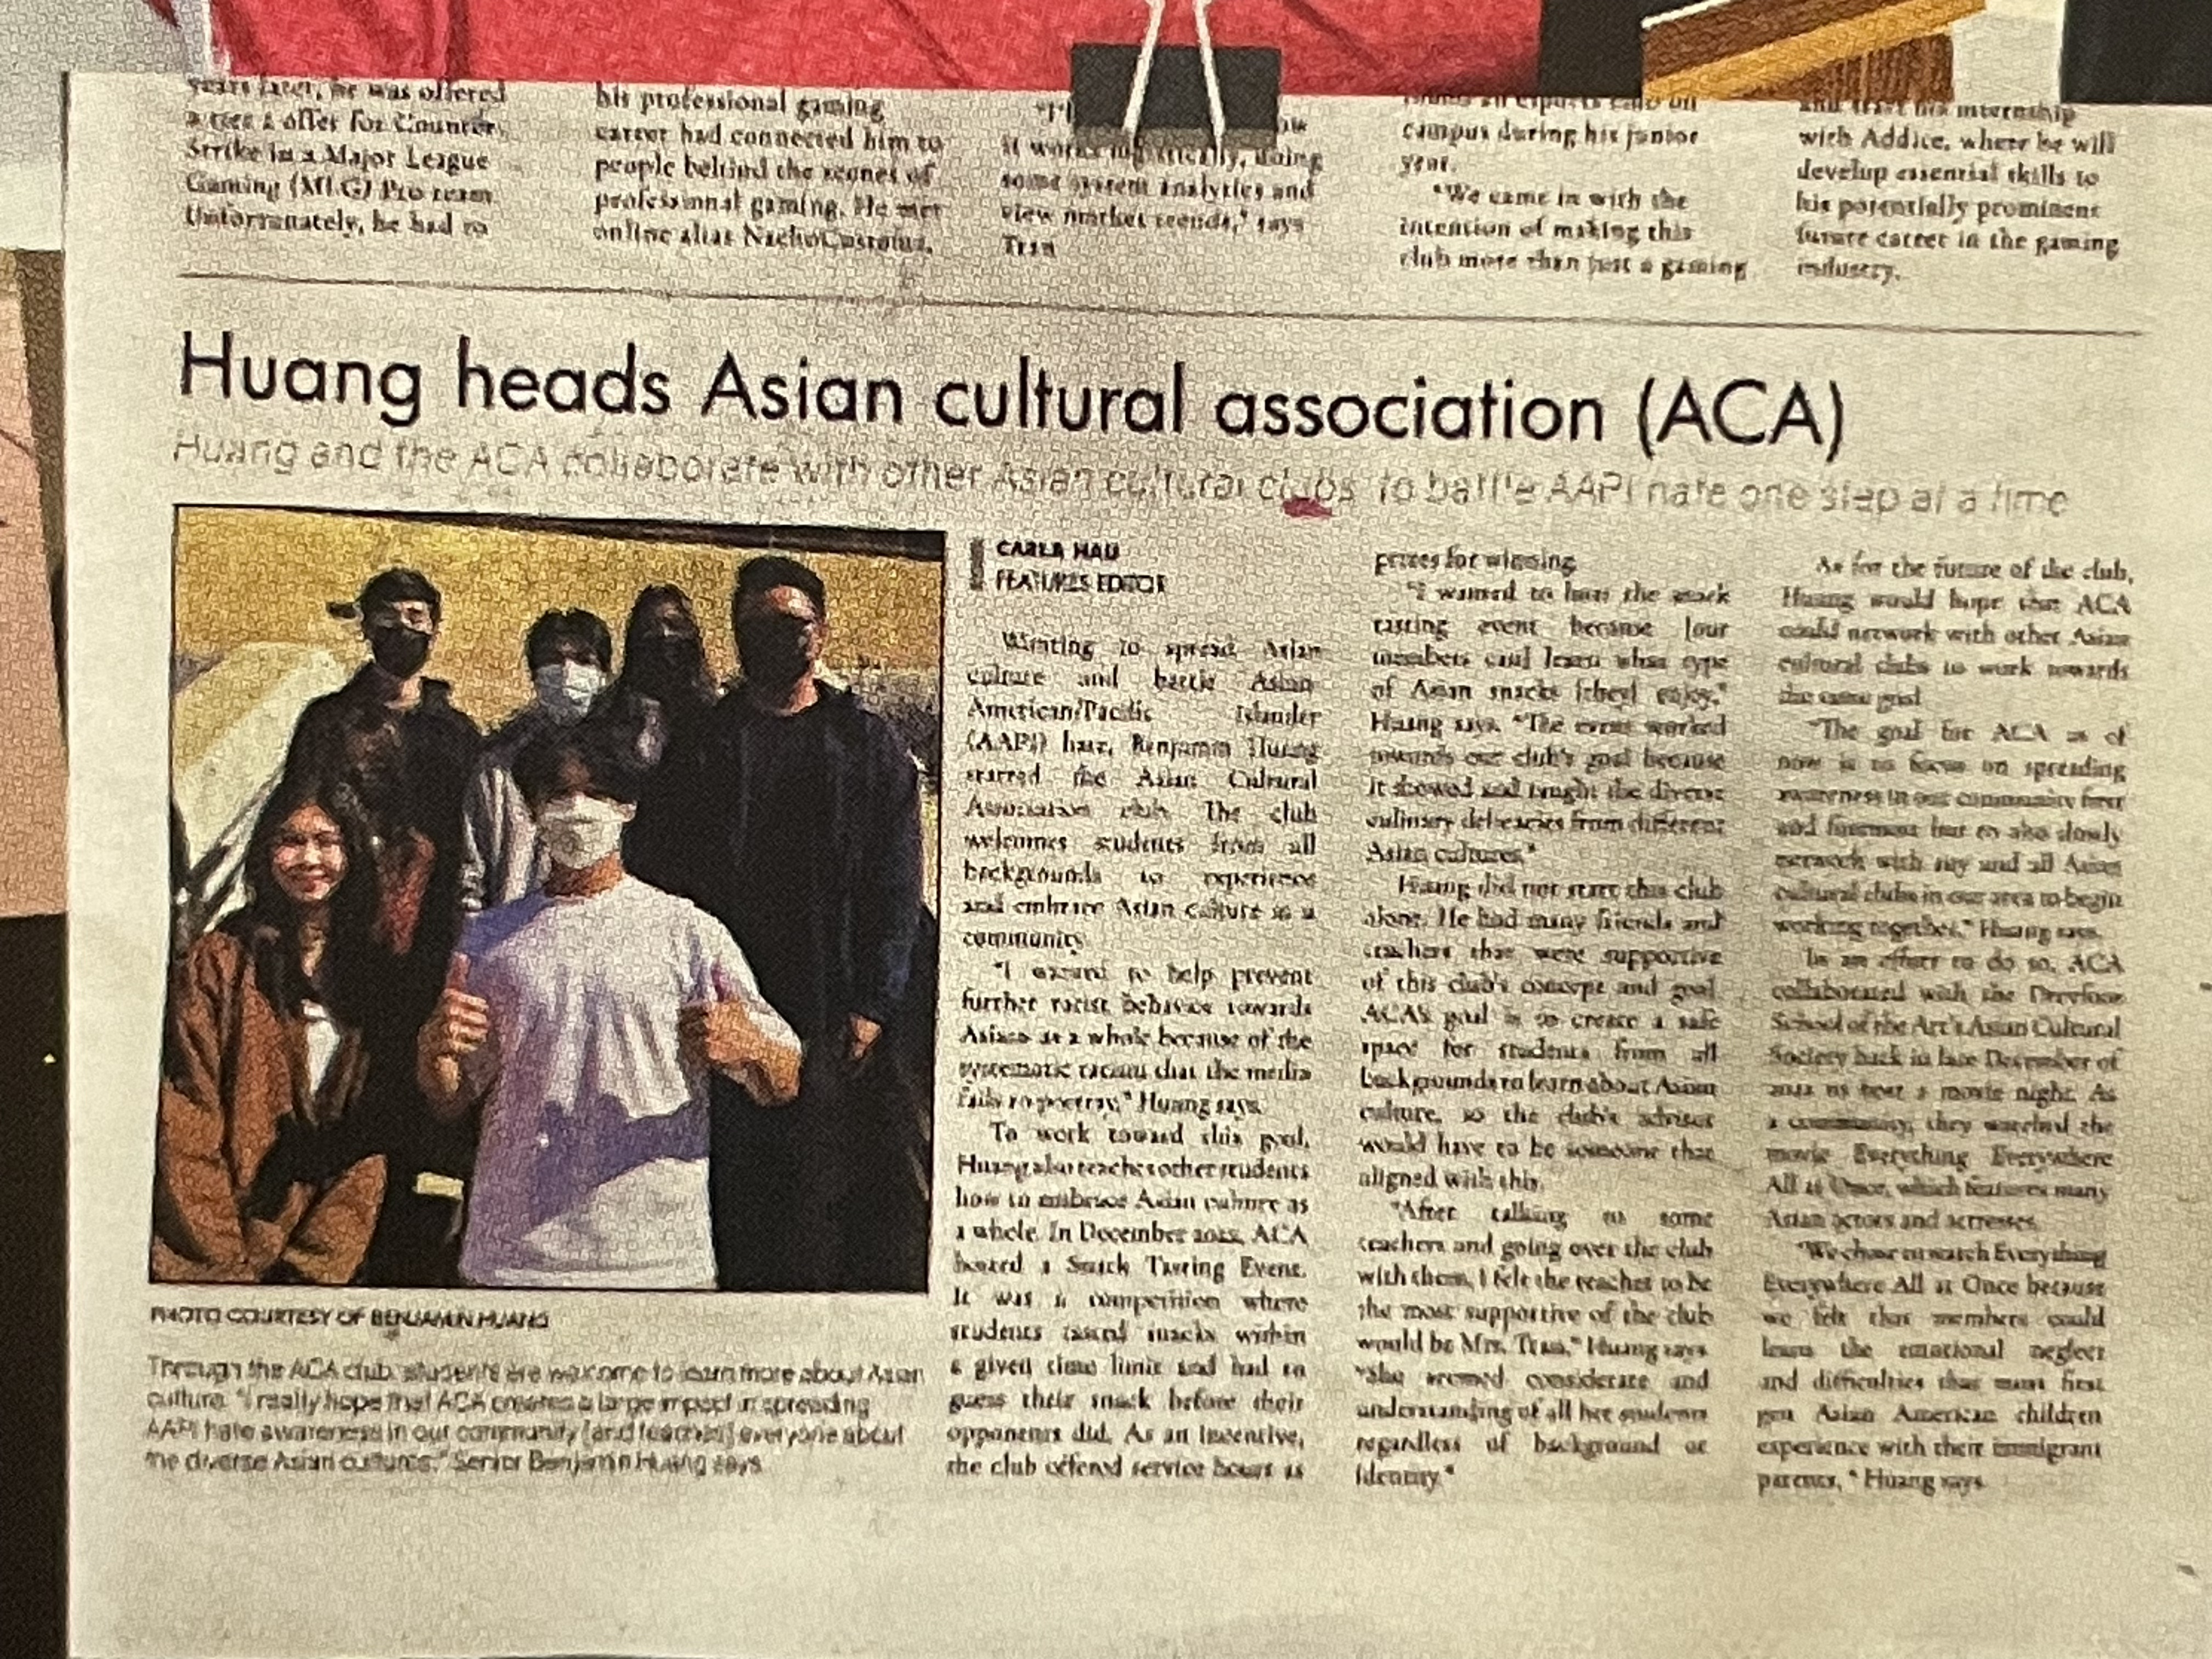 years later, he was offered
a offer for Counter-
Strike in a Major League
Gaming (MLG) Pro team
Unfortunately, he had to
his professional gaming
career had connected him to
people behind the scenes of
professional gaming. He met
online alias
it works logistically, doing
some system analytics and
view market trends," says
Tran
campus during his junior
year.
"We came in with the
intention of making this
club more than just a gaming
and start his internship
with Addice, where he will
develop essential skills to
his potentially prominent
future career in the gaming
industry.
Huang heads Asian cultural association (ACA)
Huang and the ACA collaborate with other Asian cultural clubs to battle AAPI hate one step at a time
CARLA HAU
FEATURES EDITOR
Wanting to spread Asian
culture and battle Asian
American/Pacific Islander
(AAPI) hate, Benjamin Huang
started the Asian Cultural
Association club. The club
welcomes students from all
backgrounds to experience
and embrace Asian culture as a
community.
"I wanted to help prevent
further racist behavior towards
Asians as a whole because of the
systematic racism that the media
fails to portray," Huang says.
To work toward this goal,
Huang also teaches other students
how to embrace Asian culture as
a whole. In December 2022, ACA
hosted a Snack Tasting Event.
It was a competition where
students tasted snacks within
a given time limit and had to
guess their snack before their
opponents did. As an incentive,
the club offered service hours as
prizes for winning.
"I wanted to host the snack
tasting event because [our
members can] learn what type
of Asian snacks [they] enjoy,"
Huang says. "The event worked
towards our club's goal because
it showed and taught the diverse
culinary delicacies from different
Asian cultures."
Huang did not start this club
alone. He had many friends and
teachers that were supportive
of this club's concept and goal.
ACA's goal is to create a safe
space for students from all
backgrounds to learn about Asian
culture, so the club's adviser
would have to be someone that
aligned with this.
"After talking to some
teachers and going over the club
with them, I felt the teacher to be
the most supportive of the club
would be Mrs. Tran," Huang says
"She seemed considerate and
understanding of all her students
regardless of background or
identity."
As for the future of the club,
Huang would hope that ACA
could network with other Asian
cultural clubs to work towards
the same goal.
"The goal for ACA as of
now is to focus on spreading
awareness in our community first
and foremost but to also slowly
network with any and all Asian
cultural clubs in our area to begin
working together," Huang says.
In an effort to do so, ACA
collaborated with the Dreyfoos
School of the Art's Asian Cultural
Society back in late December of
2022 to host a movie night. As
a community, they watched the
movie Everything Everywhere
All at Once, which features many
Asian actors and actresses.
"We chose to watch Everything
Everywhere All at Once because
we felt that members could
learn the emotional neglect
and difficulties that most first
gen Asian American children
experience with their immigrant
parents, " Huang says.
PHOTO COURTESY OF BENJAMIN HUANG
Through the ACA club, students are welcome to learn more about Asian
culture. "I really hope that ACA creates a large impact in spreading
AAPI hate awareness in our community [and teaches] everyone about
the diverse Asian cultures," Senior Benjamin Huang says.